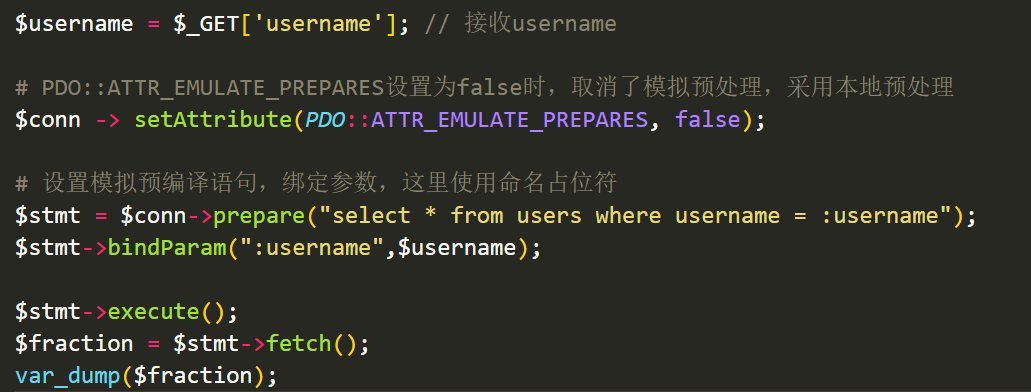 $username = $_GET['username']; // 接收username
# PDO::ATTR_EMULATE_PREPARES设置为false时，取消了模拟预处理，采用本地预处理
$conn -> setAttribute(PDO::ATTR_EMULATE_PREPARES, false);
# 设置模拟预编译语句，绑定参数，这里使用命名占位符
$stmt = $conn->prepare("select * from users where username = :username");
$stmt->bindParam(":username",$username);
$stmt->execute();
$fraction = $stmt->fetch();
var_dump($fraction);